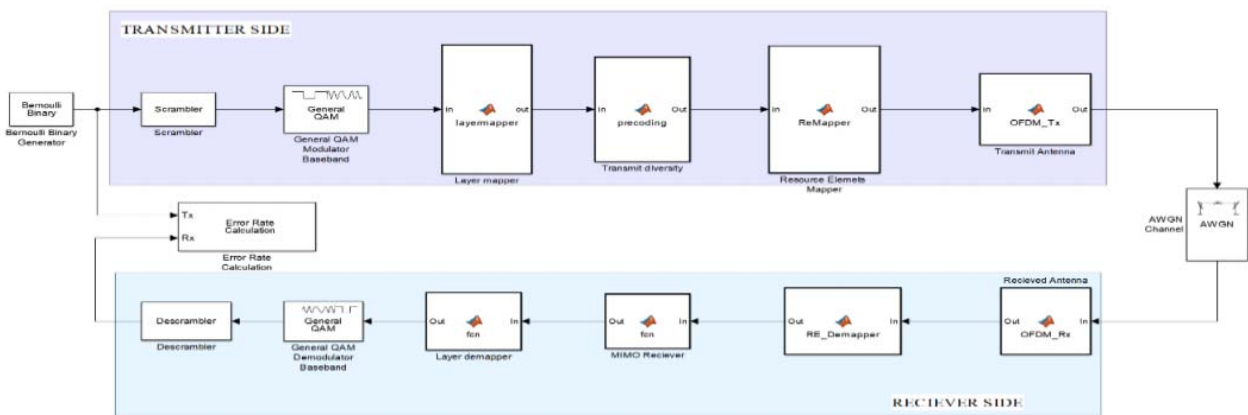 TRANSMITTER SIDE
Bernoulli
Binary
Bernoulli Binary
Generator
Scrambler
Scrambler
General
QAM
General QAM
Modulator
Baseband
In
layermapper
out
Layer mapper
In
precoding
Out
Transmit diversity
In
ReMapper
Out
Resource Elemets
Mapper
In
OFDM_Tx
Out
Transmit Antenna
AWGN
Channel
AWGN
Tx
Rx
Error Rate
Calculation
Error Rate
Calculation
Recieved Antenna
Out
OFDM_Rx
In
Out
RE_Demapper
In
Out
fcn
In
MIMO Reciever
Out
fcn
In
Layer demapper
General
QAM
General QAM
Demodulator
Baseband
Descrambler
Descrambler
RECIEVER SIDE